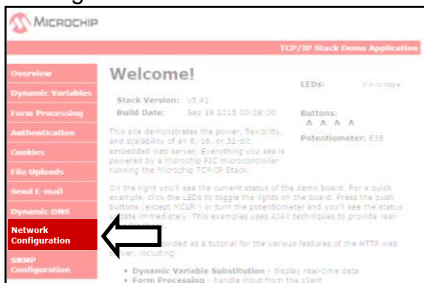 MICROCHIP
TCP/IP Stack Demo Application
Overview
Dynamic Variables
Form Processing
Authentication
Cookies
File Uploads
Send E-mail
Dynamic DNS
Network
Configuration
SNMP
Configuration
Welcome!
Stack Version: v5.41
Build Date: Sep 16 2015 00:28:20
This site demonstrates the power, flexibility,
and scalability of an 8, 16, or 32-bit
embedded web server. Everything you see is
powered by a Microchip PIC microcontroller
running the Microchip TCP/IP Stack.
LEDs:
Buttons:
Λ Λ Λ Λ
Potentiometer: 838
On the right you'll see the current status of the demo board. For a quick
example, click the LEDs to toggle the lights on the board. Press the push
buttons (except MCLR!) or turn the potentiometer and you'll see the status
update immediately. This examples uses AJAX techniques to provide real-
vided as a tutorial for the various features of the HTTP web
server, including:
• Dynamic Variable Substitution - display real-time data
• Form Processing - handle input from the client